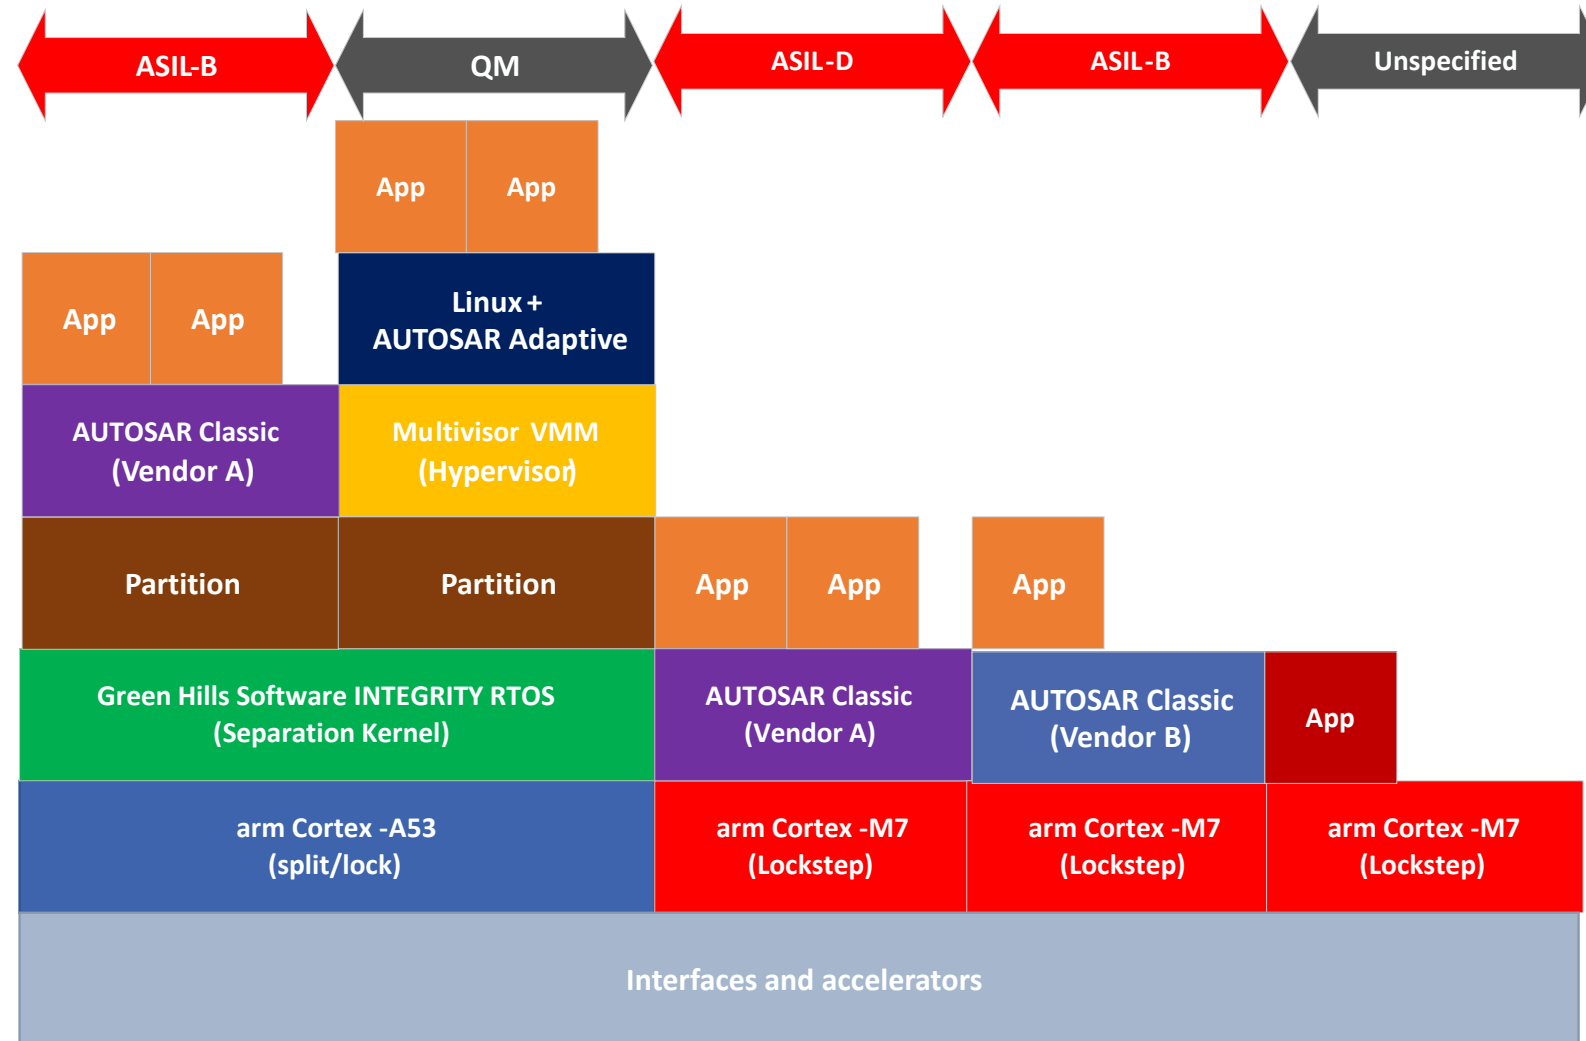 ASIL-B
QM
ASIL-D
ASIL-B
Unspecified
App
App
App
App
Linux +
AUTOSAR Adaptive
AUTOSAR Classic
(Vendor A)
Multivisor VMM
(Hypervisor)
Partition
Partition
App
App
App
Green Hills Software INTEGRITY RTOS
(Separation Kernel)
AUTOSAR Classic
(Vendor A)
AUTOSAR Classic
(Vendor B)
App
arm Cortex -A53
(split/lock)
arm Cortex -M7
(Lockstep)
arm Cortex -M7
(Lockstep)
arm Cortex -M7
(Lockstep)
Interfaces and accelerators